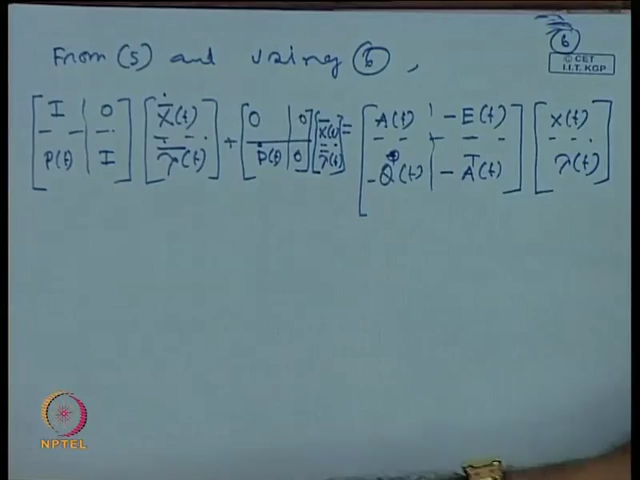 6
© CET
I.I.T. KGP
From (5) and using (6),
[ I | 0 ; P(t) | I ] [ ẋ̄(t) ; λ̄(t) ] + [ 0 | 0 ; Ṗ(t) | 0 ] [ x̄(t) ; λ̄(t) ] = [ A(t) | -E(t) ; -Q(t) | -Aᵀ(t) ] [ x(t) ; λ(t) ]
NPTEL